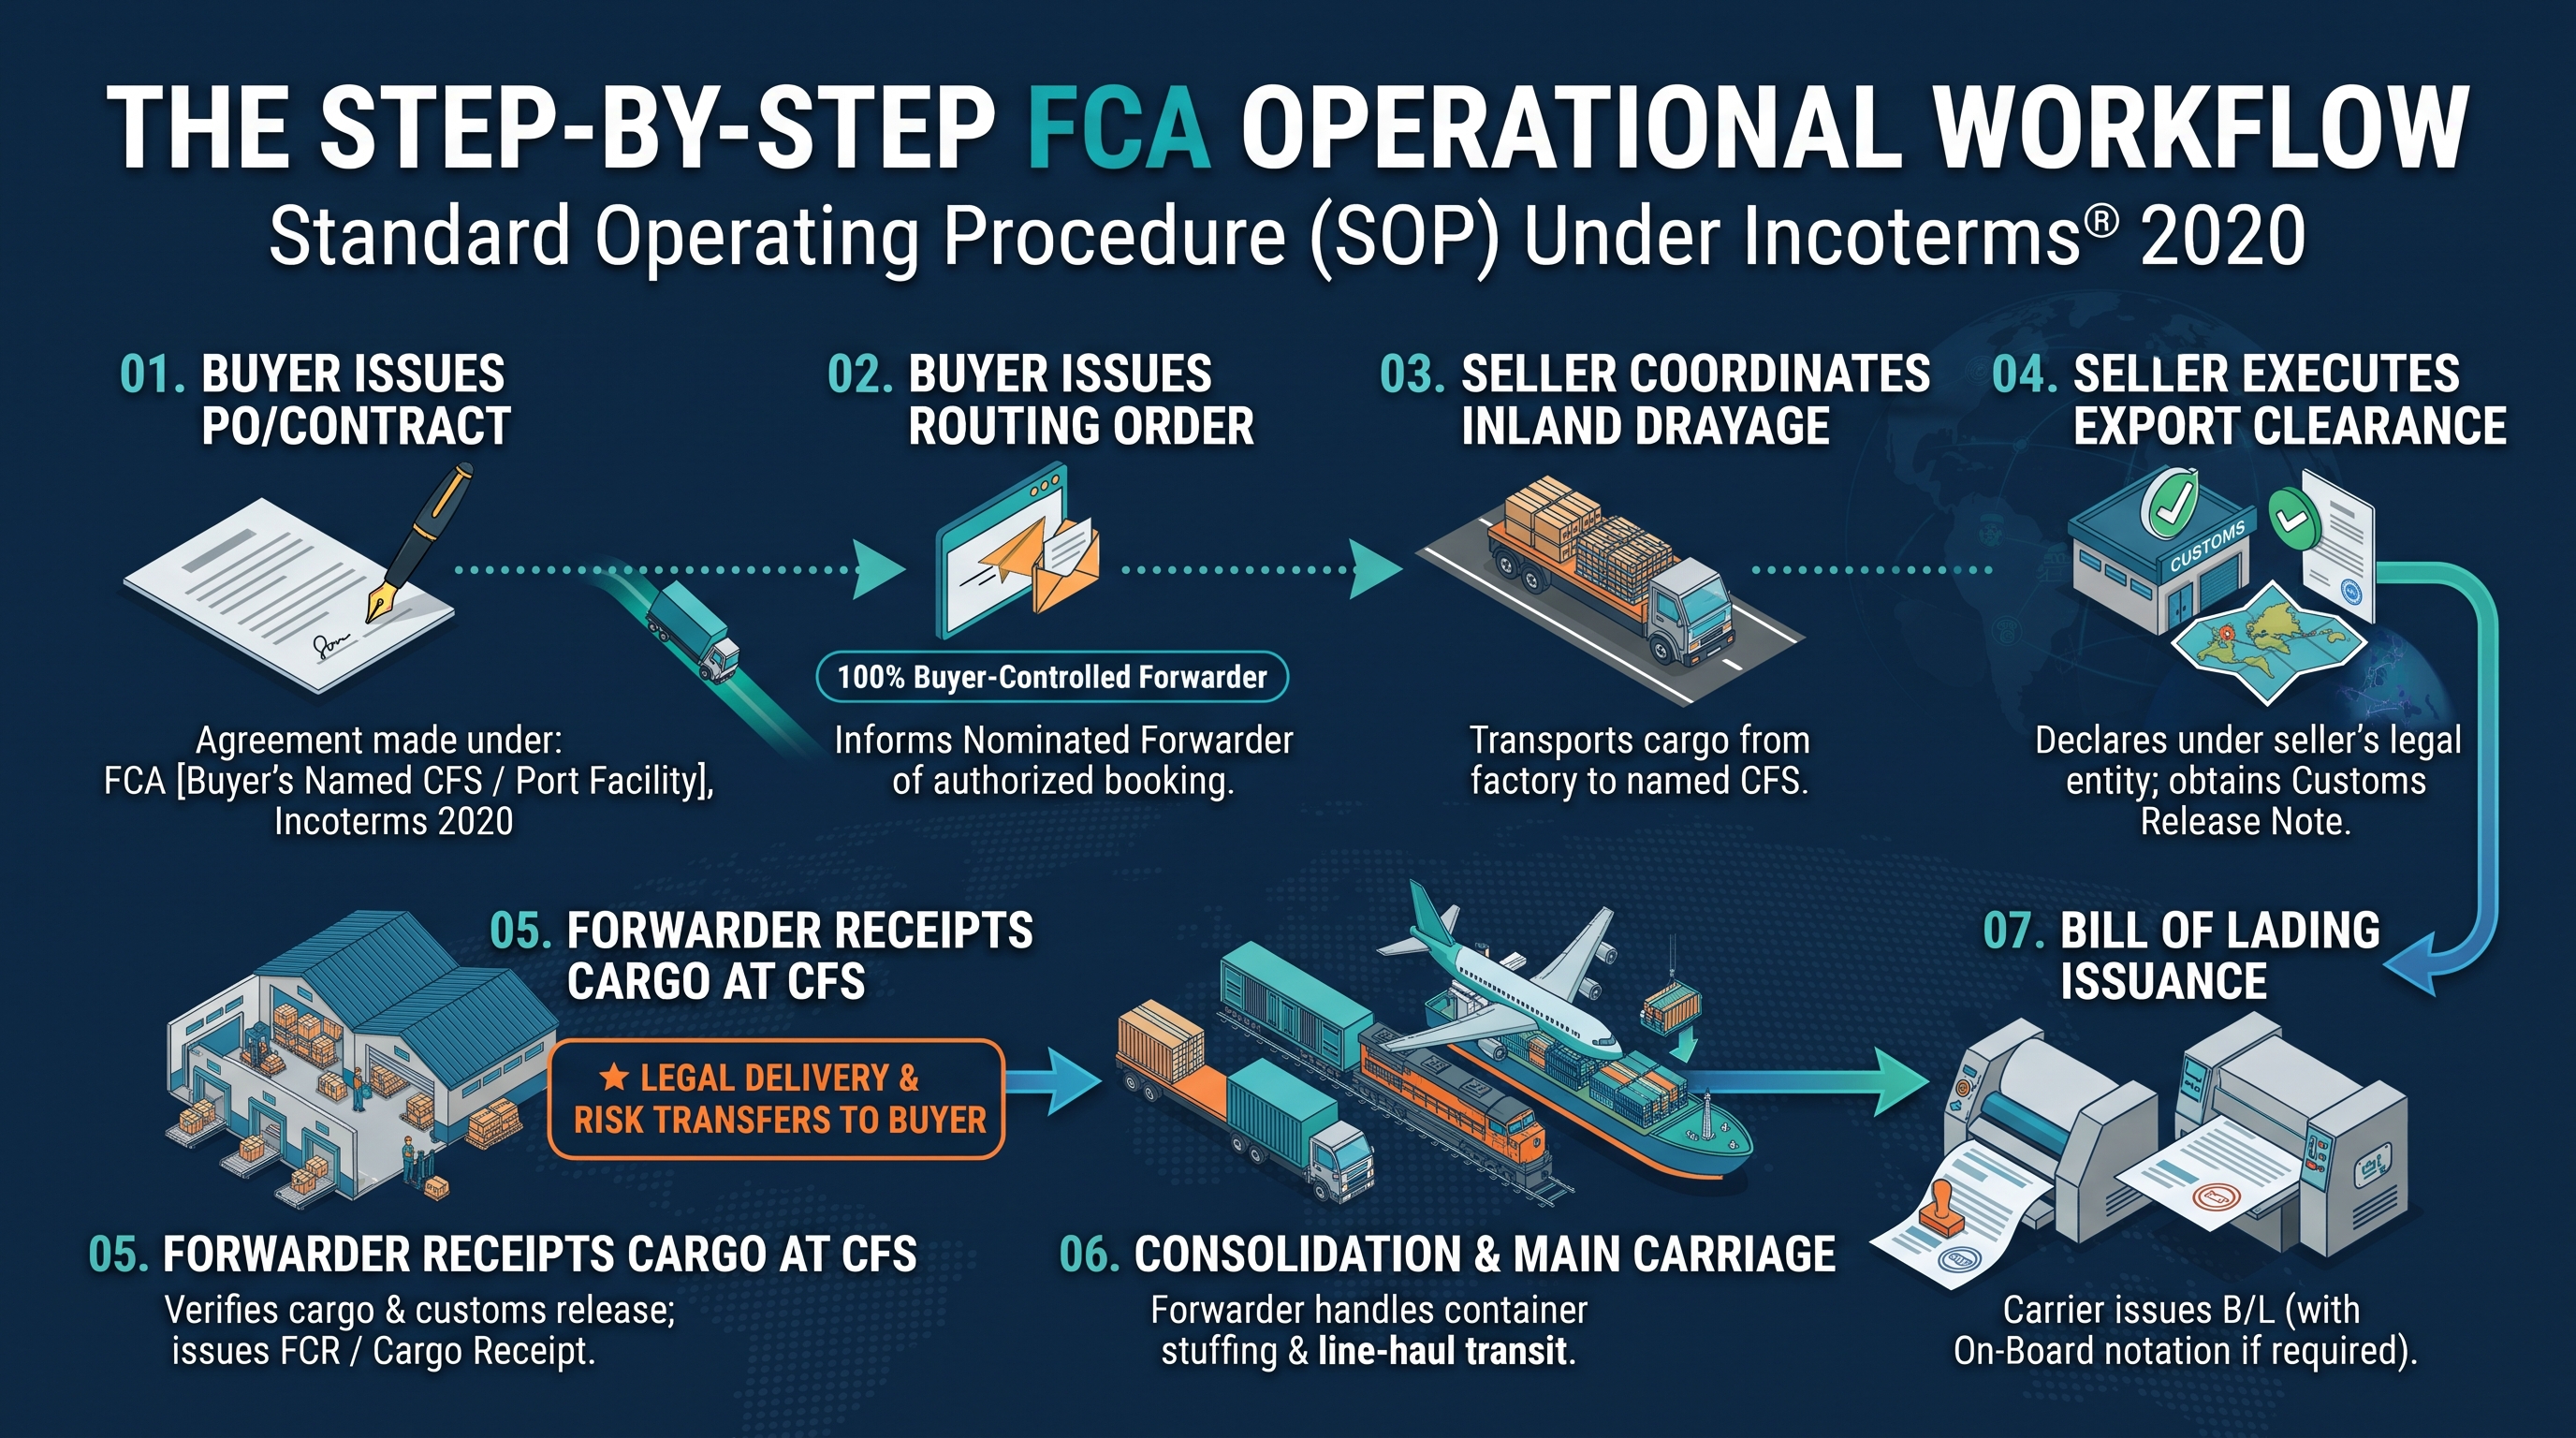 THE STEP-BY-STEP FCA OPERATIONAL WORKFLOW
Standard Operating Procedure (SOP) Under Incoterms® 2020
01. BUYER ISSUES
PO/CONTRACT
Agreement made under:
FCA [Buyer's Named CFS / Port Facility],
Incoterms 2020
02. BUYER ISSUES
ROUTING ORDER
100% Buyer-Controlled Forwarder
Informs Nominated Forwarder
of authorized booking.
03. SELLER COORDINATES
INLAND DRAYAGE
Transports cargo from
factory to named CFS.
04. SELLER EXECUTES
EXPORT CLEARANCE
CUSTOMS
Declares under seller's legal
entity; obtains Customs
Release Note.
05. FORWARDER RECEIPTS
CARGO AT CFS
★ LEGAL DELIVERY &
RISK TRANSFERS TO BUYER
05. FORWARDER RECEIPTS CARGO AT CFS
Verifies cargo & customs release;
issues FCR / Cargo Receipt.
06. CONSOLIDATION & MAIN CARRIAGE
Forwarder handles container
stuffing & line-haul transit.
07. BILL OF LADING
ISSUANCE
Carrier issues B/L (with
On-Board notation if required).